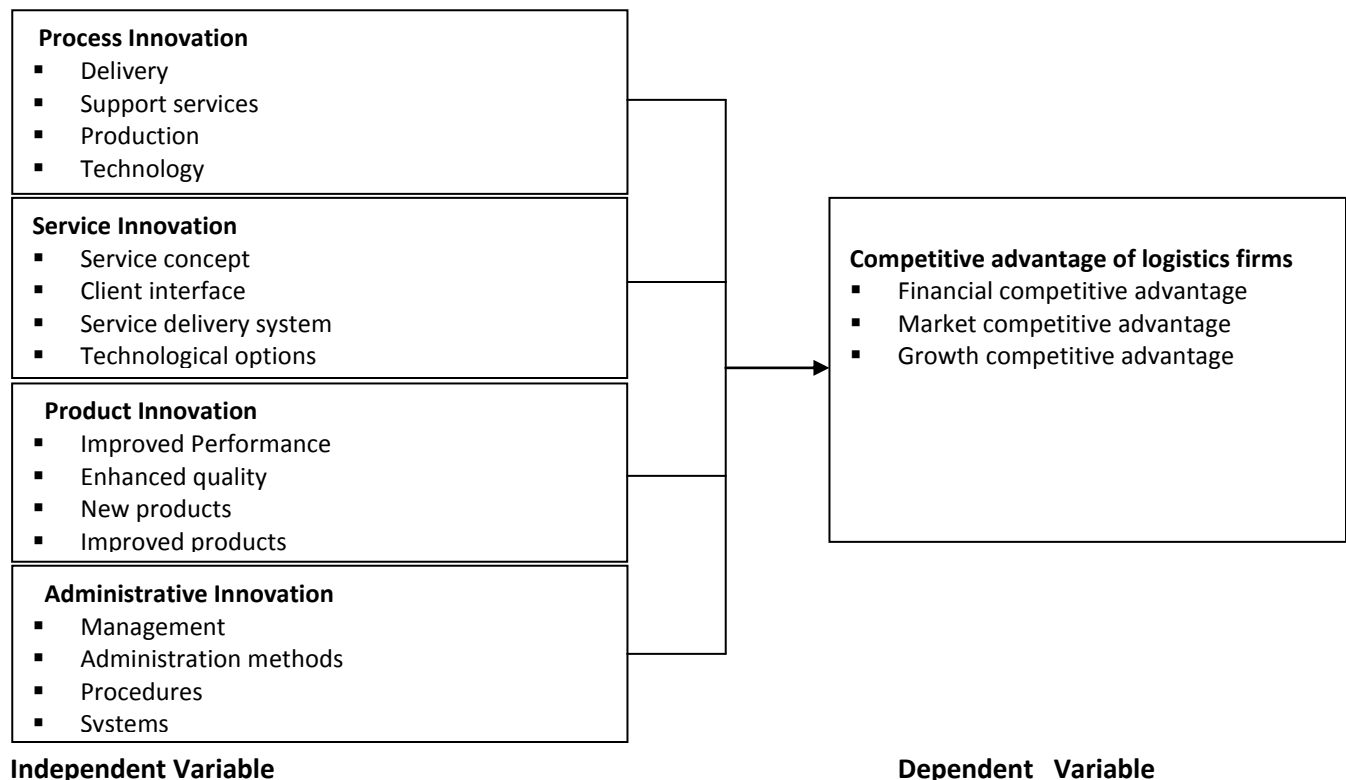 Process Innovation
▪ Delivery
▪ Support services
▪ Production
▪ Technology
Service Innovation
▪ Service concept
▪ Client interface
▪ Service delivery system
▪ Technological options
Product Innovation
▪ Improved Performance
▪ Enhanced quality
▪ New products
▪ Improved products
Administrative Innovation
▪ Management
▪ Administration methods
▪ Procedures
▪ Systems
Competitive advantage of logistics firms
▪ Financial competitive advantage
▪ Market competitive advantage
▪ Growth competitive advantage
Independent Variable
Dependent Variable